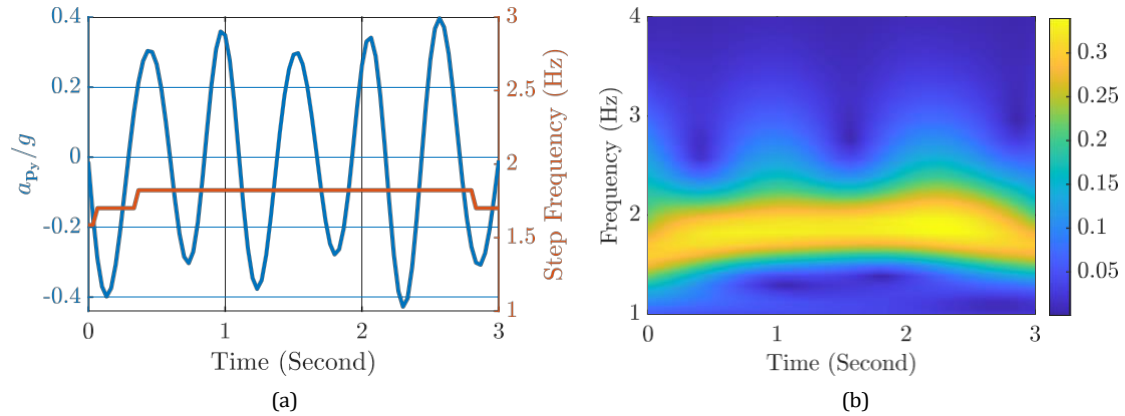 0.4
0.2
0
-0.2
-0.4
a_py/g
0 1 2 3
Time (Second)
3
2.5
2
1.5
1
Step Frequency (Hz)
(a)
4
3
2
1
Frequency (Hz)
0 1 2 3
Time (Second)
0.3
0.25
0.2
0.15
0.1
0.05
(b)